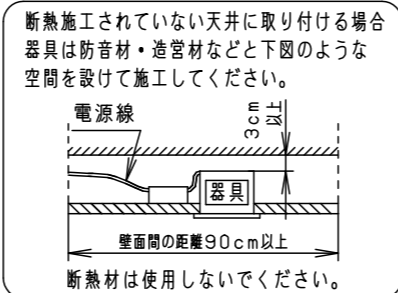 断熱施工されていない天井に取り付ける場合
器具は防音材・造営材などと下図のような
空間を設けて施工してください。
電源線
3cm
以上
器具
壁面間の距離90cm以上
断熱材は使用しないでください。